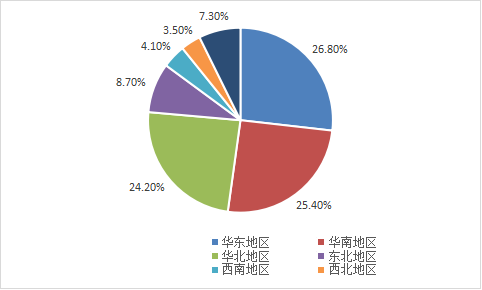 7.30%
3.50%
4.10%
26.80%
8.70%
24.20%
25.40%
华东地区 华南地区
华北地区 东北地区
西南地区 西北地区